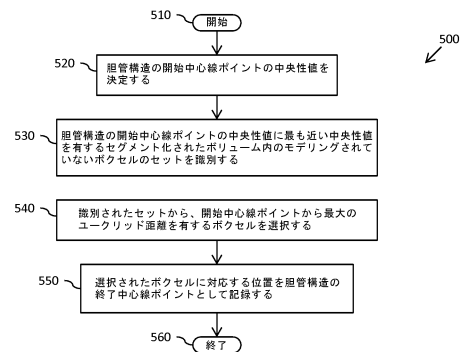 510
開始
500
520
胆管構造の開始中心線ポイントの中央性値を
決定する
530
胆管構造の開始中心線ポイントの中央性値に最も近い中央性値
を有するセグメント化されたボリューム内のモデリングされて
いないボクセルのセットを識別する
540
識別されたセットから、開始中心線ポイントから最大の
ユークリッド距離を有するボクセルを選択する
550
選択されたボクセルに対応する位置を胆管構造の
終了中心線ポイントとして記録する
560
終了